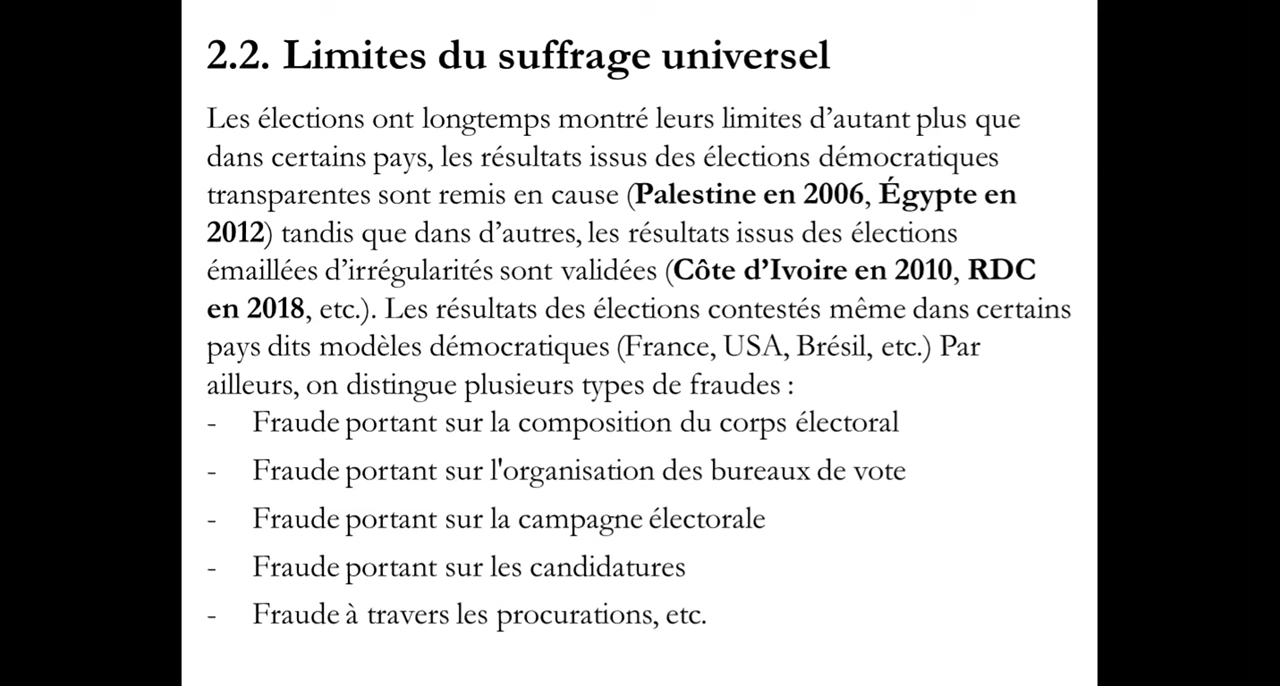 2.2. Limites du suffrage universel
Les élections ont longtemps montré leurs limites d’autant plus que
dans certains pays, les résultats issus des élections démocratiques
transparentes sont remis en cause (Palestine en 2006, Égypte en
2012) tandis que dans d’autres, les résultats issus des élections
émaillées d’irrégularités sont validées (Côte d’Ivoire en 2010, RDC
en 2018, etc.). Les résultats des élections contestés même dans certains
pays dits modèles démocratiques (France, USA, Brésil, etc.) Par
ailleurs, on distingue plusieurs types de fraudes :
- Fraude portant sur la composition du corps électoral
- Fraude portant sur l'organisation des bureaux de vote
- Fraude portant sur la campagne électorale
- Fraude portant sur les candidatures
- Fraude à travers les procurations, etc.